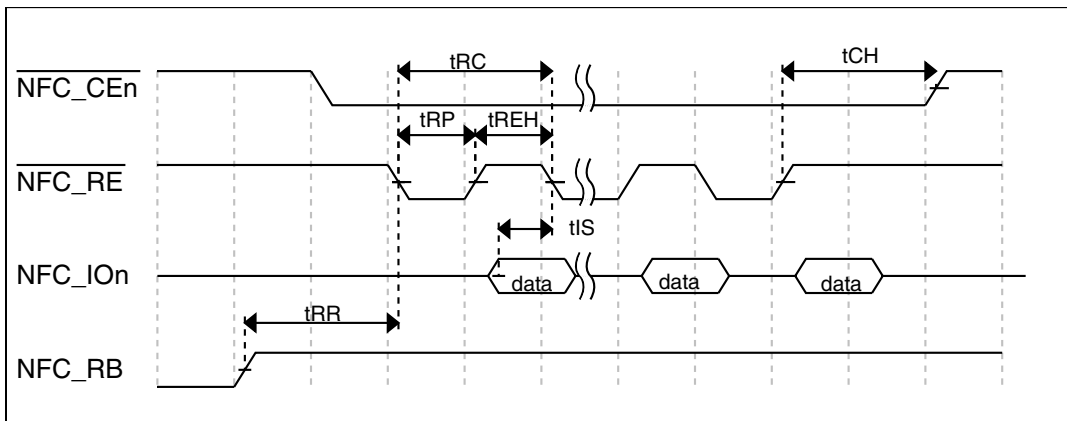 tRC
tCH
NFC_CEn
tRP
tREH
NFC_RE
tIS
NFC_IOn
data
data
data
tRR
NFC_RB